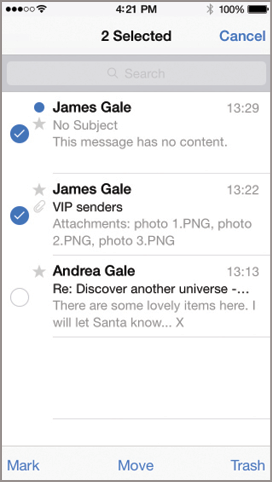 4:21 PM 100%
2 Selected Cancel
Search
James Gale 13:29
No Subject
This message has no content.
James Gale 13:22
VIP senders
Attachments: photo 1.PNG, photo
2.PNG, photo 3.PNG
Andrea Gale 13:13
Re: Discover another universe -...
There are some lovely items here. I
will let Santa know... X
Mark Move Trash